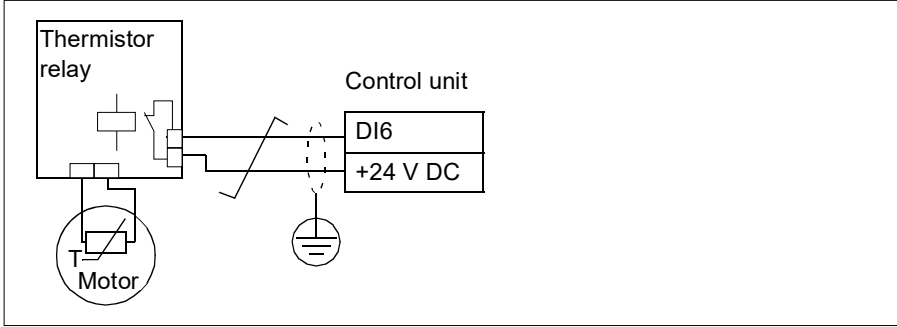 Thermistor
relay
Control unit
DI6
+24 V DC
T
Motor